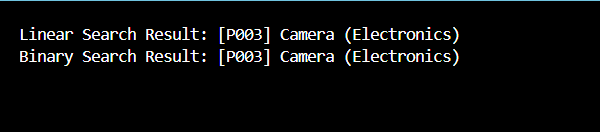 Linear Search Result: [P003] Camera (Electronics)
Binary Search Result: [P003] Camera (Electronics)